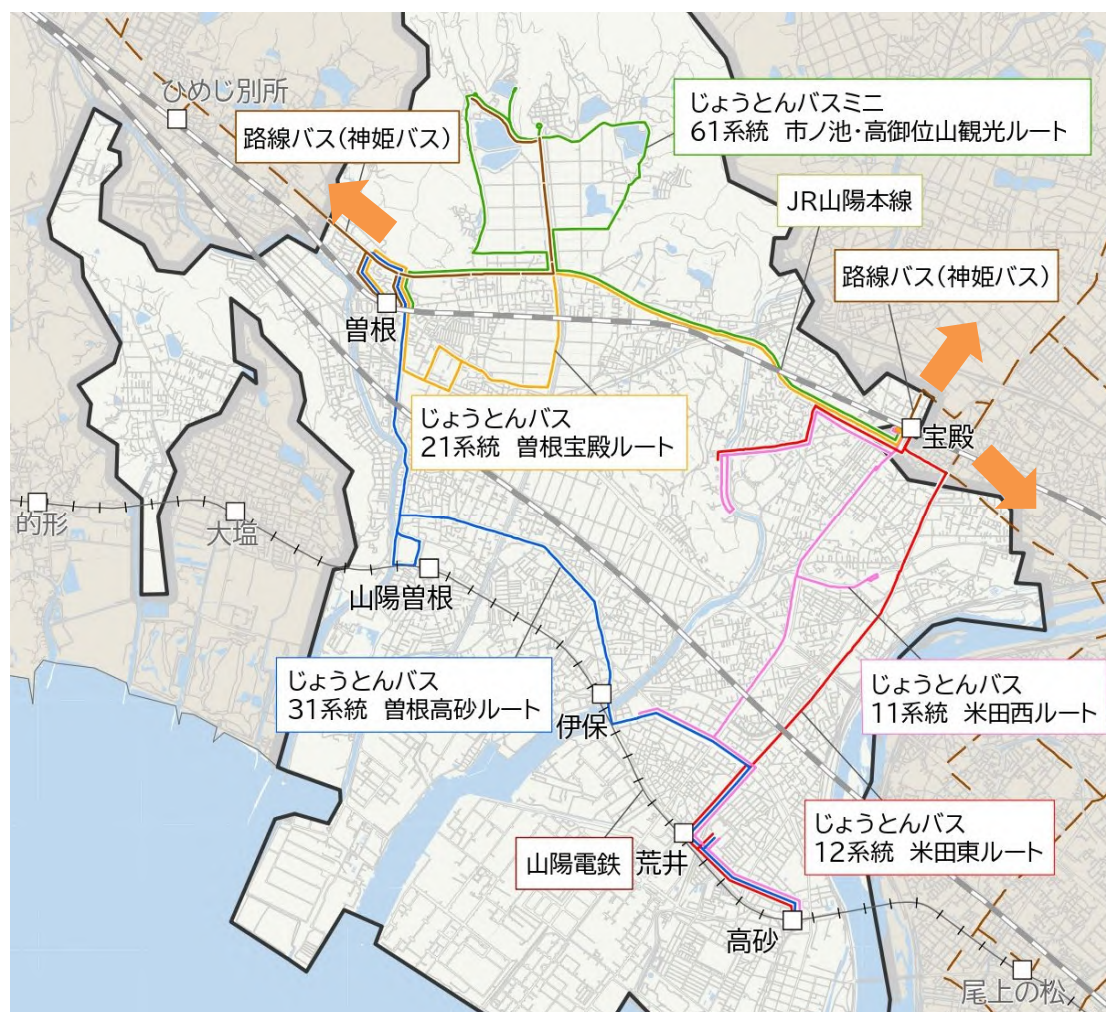 ひめじ別所
路線バス(神姫バス)
じょうとんバスミニ
61系統 市ノ池・高御位山観光ルート
JR山陽本線
路線バス(神姫バス)
曽根
宝殿
じょうとんバス
21系統 曽根宝殿ルート
的形
大塩
山陽曽根
じょうとんバス
31系統 曽根高砂ルート
伊保
じょうとんバス
11系統 米田西ルート
じょうとんバス
12系統 米田東ルート
山陽電鉄
荒井
高砂
尾上の松